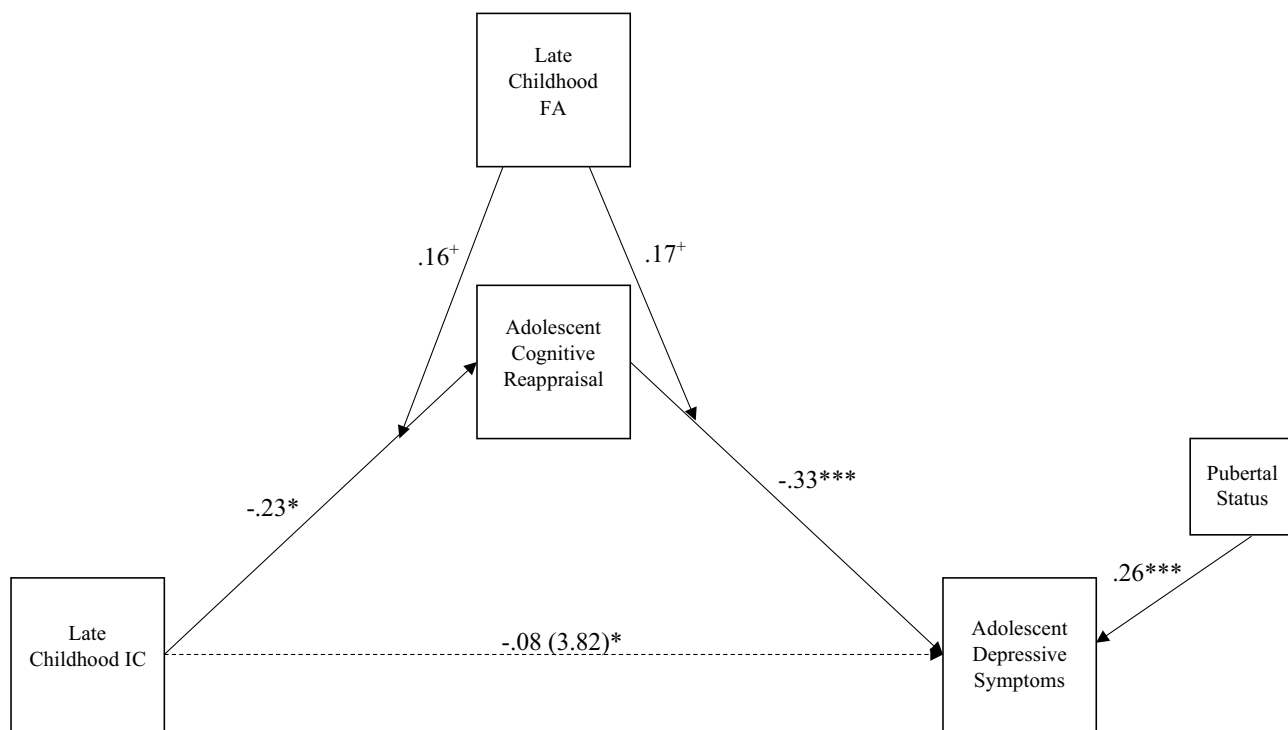 Late
Childhood
FA
.16+
.17+
Adolescent
Cognitive
Reappraisal
-.23*
-.33***
Pubertal
Status
.26***
Late
Childhood IC
-.08 (3.82)*
Adolescent
Depressive
Symptoms